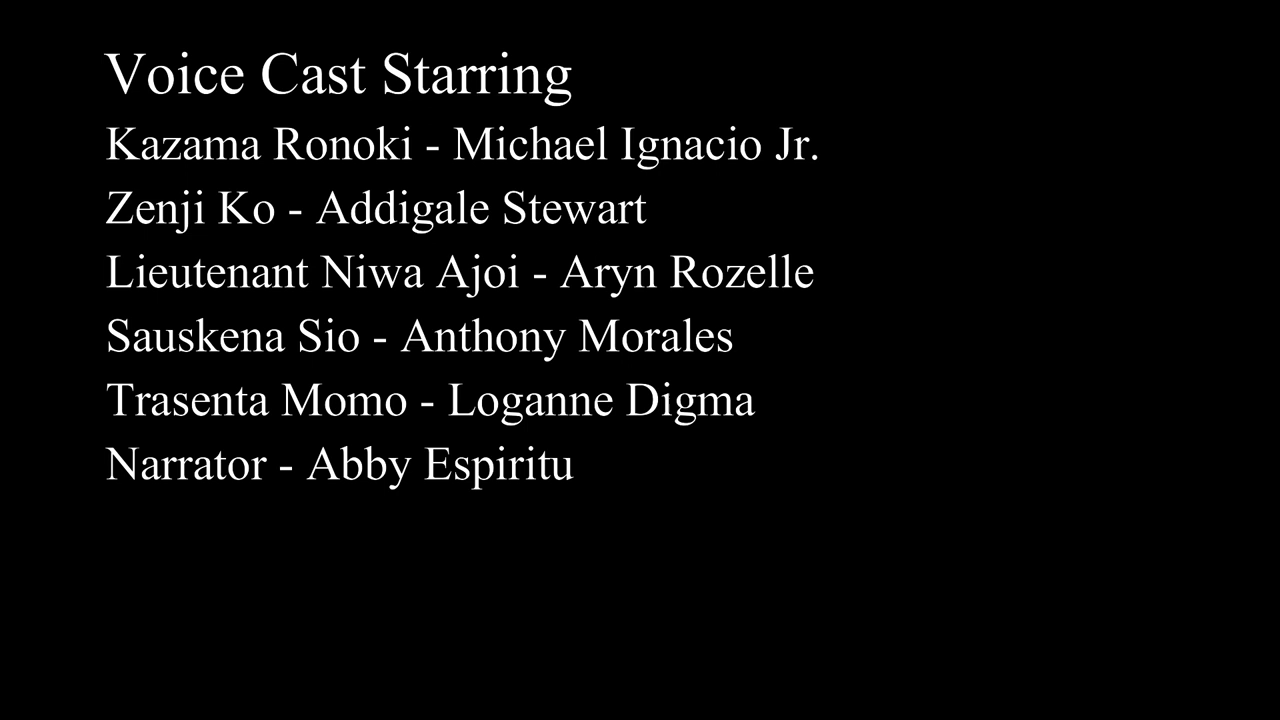 Voice Cast Starring
Kazama Ronoki - Michael Ignacio Jr.
Zenji Ko - Addigale Stewart
Lieutenant Niwa Ajoi - Aryn Rozelle
Sauskena Sio - Anthony Morales
Trasenta Momo - Loganne Digma
Narrator - Abby Espiritu